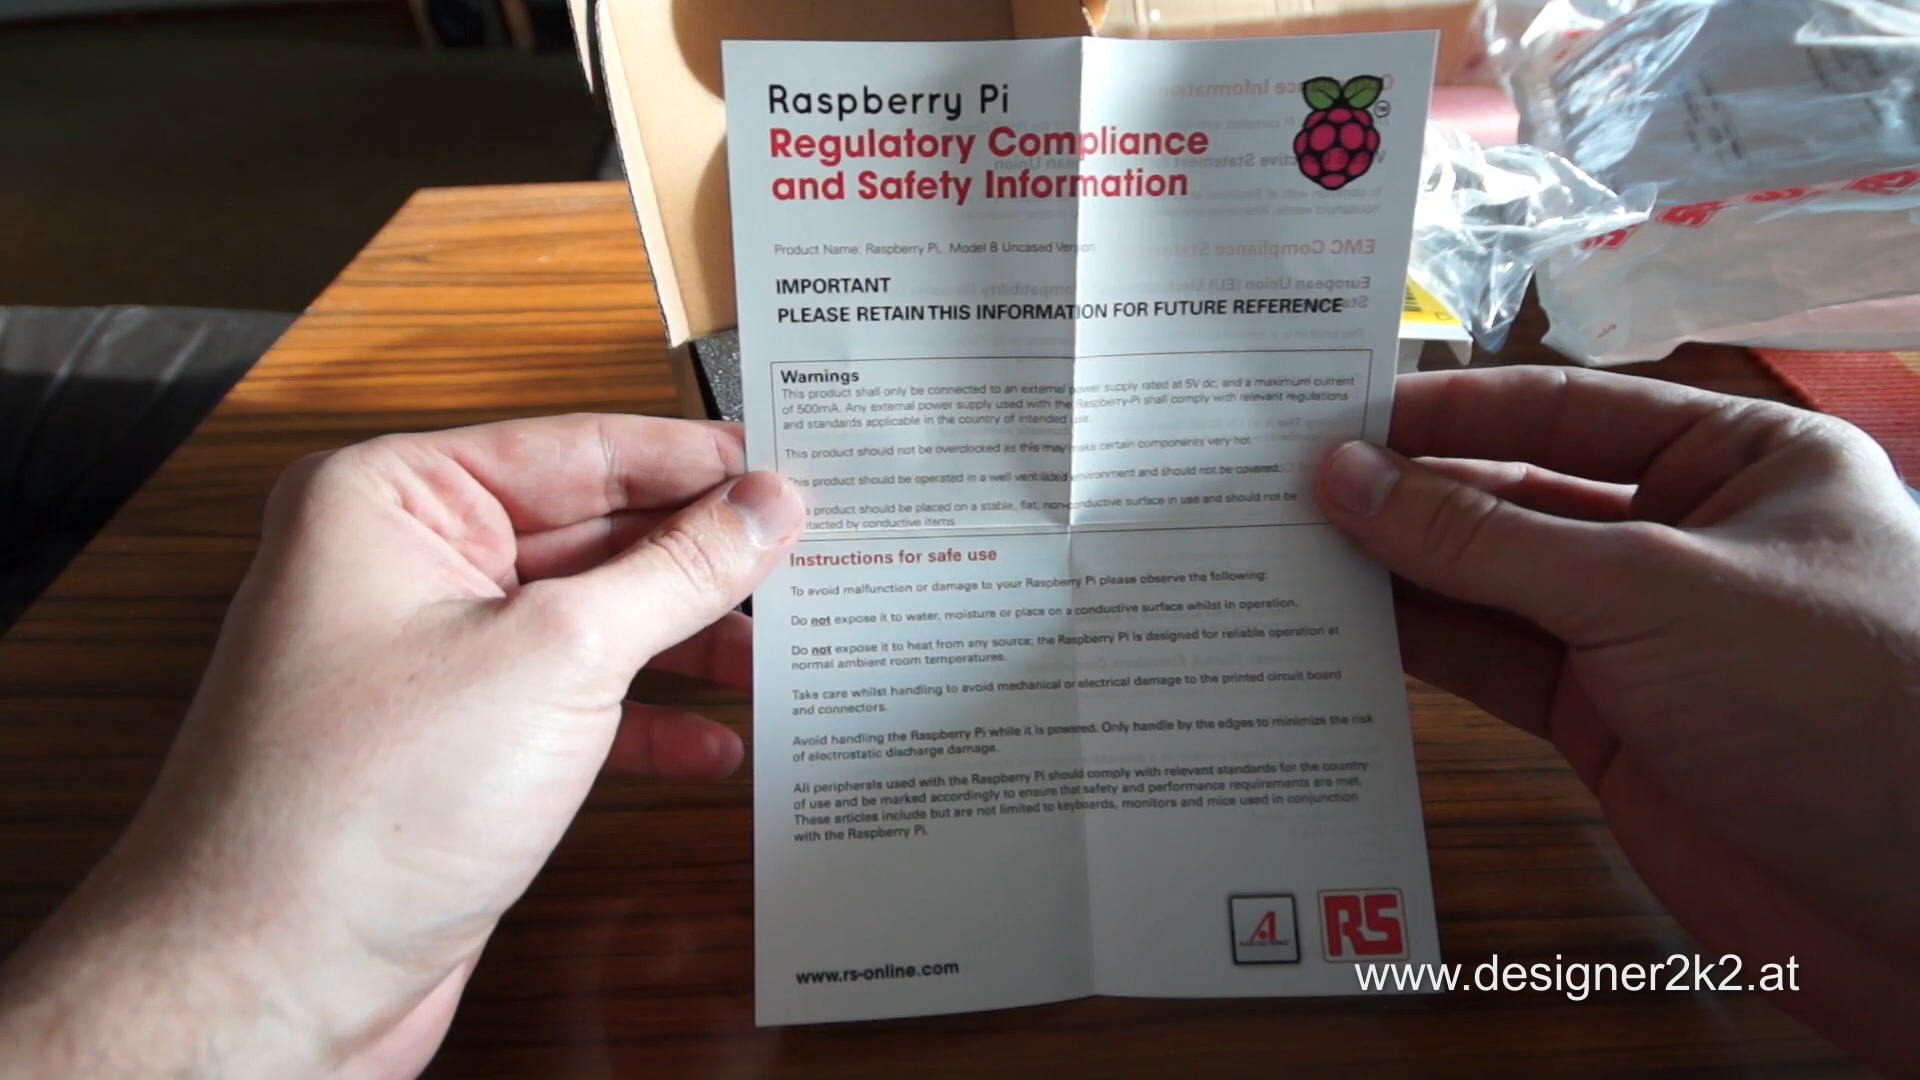 Raspberry Pi
Regulatory Compliance
and Safety Information
Product Name: Raspberry Pi, Model B Uncased Version
IMPORTANT
PLEASE RETAIN THIS INFORMATION FOR FUTURE REFERENCE
Warnings
This product shall only be connected to an external power supply rated at 5V dc, and a maximum current
of 500mA. Any external power supply used with the Raspberry-Pi shall comply with relevant regulations
and standards applicable in the country of intended use.
This product should not be overclocked as this may make certain components very hot.
This product should be operated in a well ventilated environment and should not be covered.
product should be placed on a stable, flat, non-conductive surface in use and should not be
by conductive items.
Instructions for safe use
To avoid malfunction or damage to your Raspberry Pi please observe the following:
Do not expose it to water, moisture or place on a conductive surface whilst in operation.
Do not expose it to heat from any source; the Raspberry Pi is designed for reliable operation at
normal ambient room temperatures.
Take care whilst handling to avoid mechanical or electrical damage to the printed circuit board
and connectors.
Avoid handling the Raspberry Pi while it is powered. Only handle by the edges to minimize the risk
of electrostatic discharge damage.
All peripherals used with the Raspberry Pi should comply with relevant standards for the country
of use and be marked accordingly to ensure that safety and performance requirements are met.
These articles include but are not limited to keyboards, monitors and mice used in conjunction
with the Raspberry Pi.
RS
www.rs-online.com
www.designer2k2.at